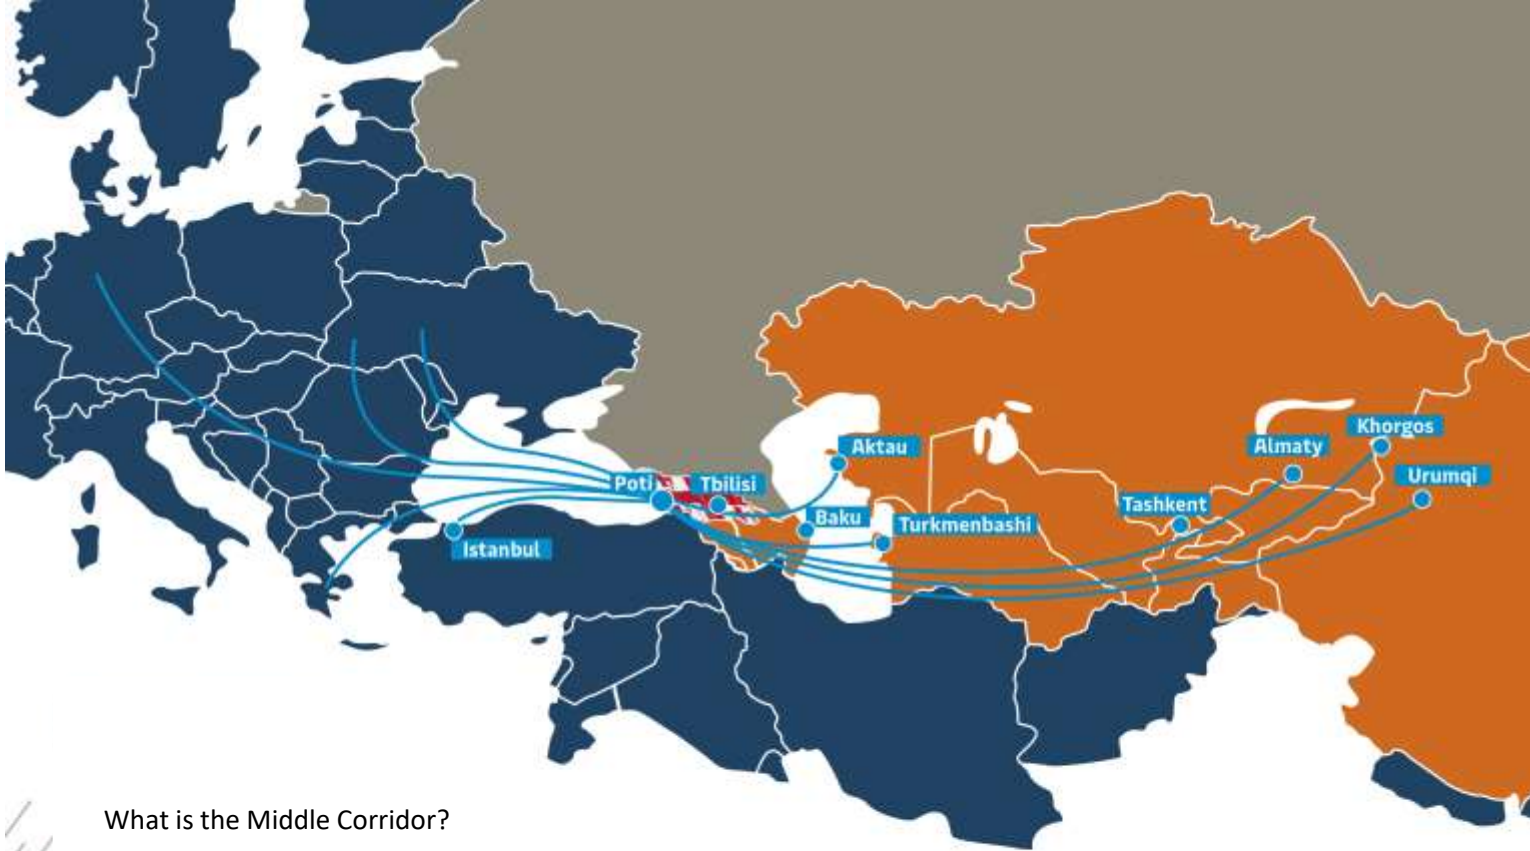 Khorgos
Aktau
Almaty
Urumqi
Poti
Tbilisi
Tashkent
Baku
Turkmenbashi
Istanbul
What is the Middle Corridor?